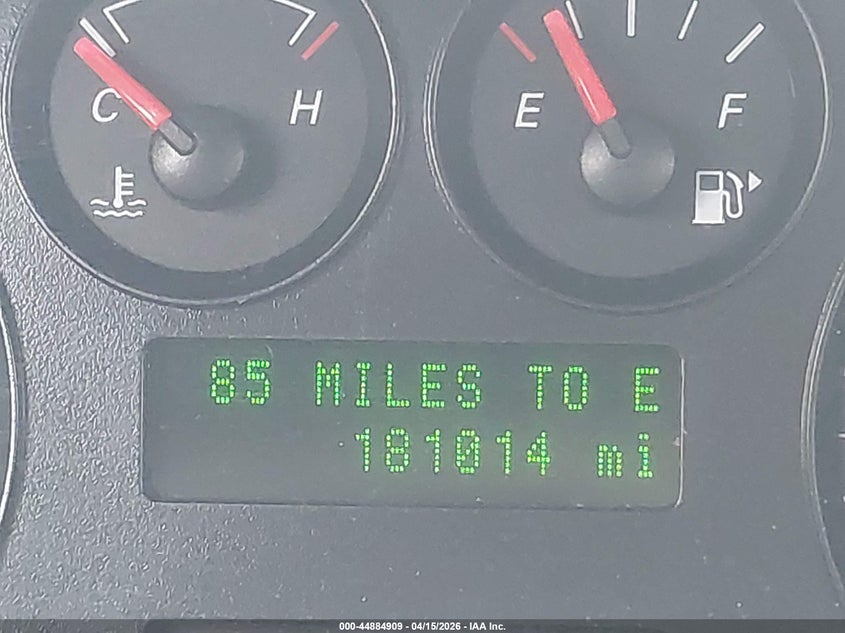 C H E F
85 MILES TO E
181014 mi
000-44884909 - 04/15/2026 - IAA Inc.